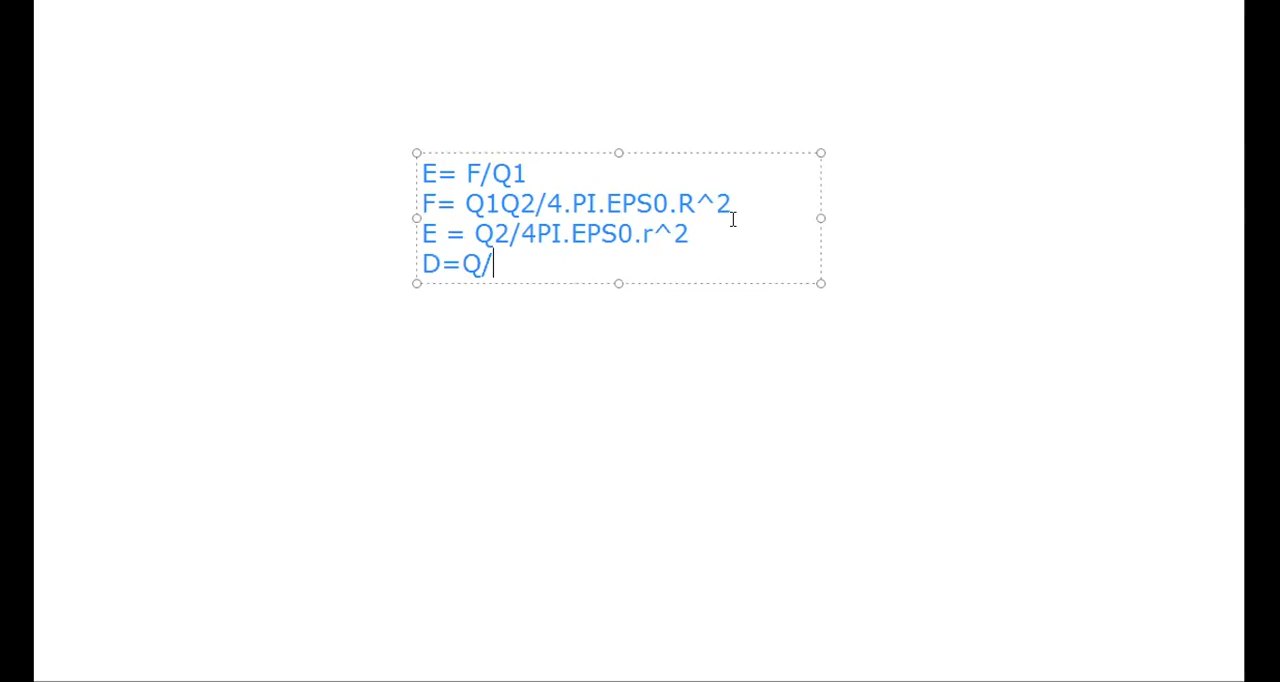 E= F/Q1
F= Q1Q2/4.PI.EPS0.R^2
E = Q2/4PI.EPS0.r^2
D=Q/